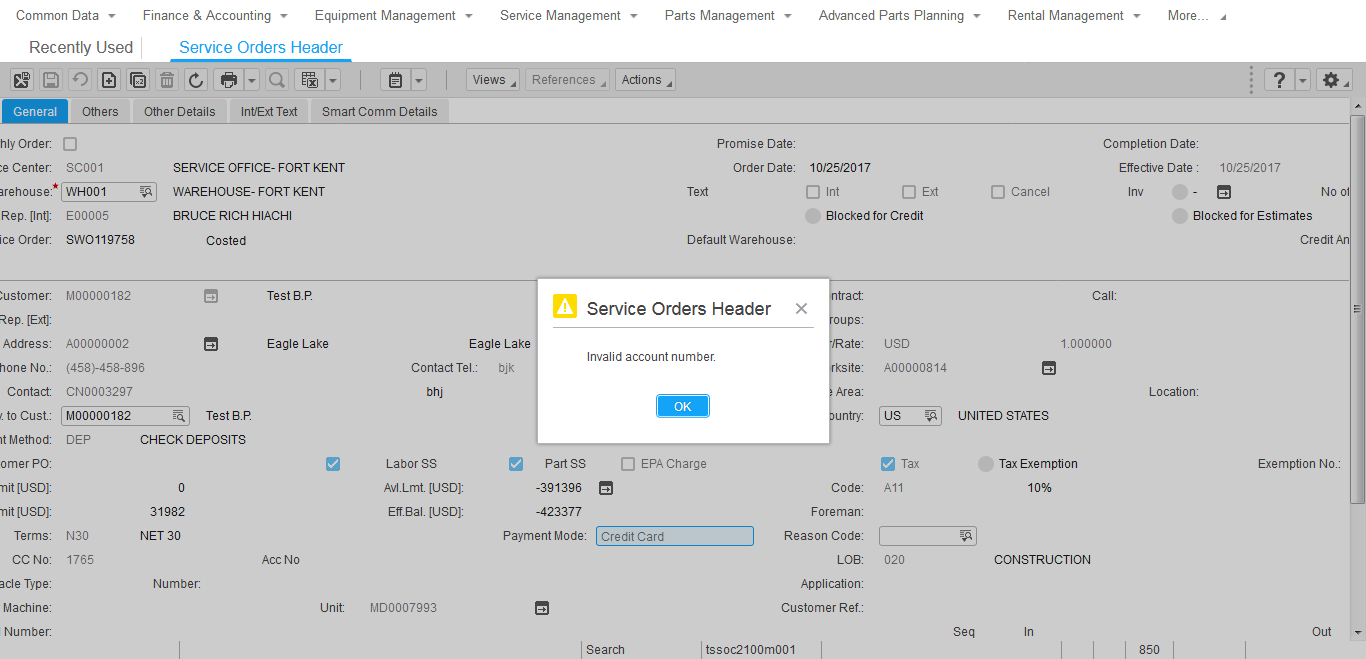 Common Data Finance & Accounting Equipment Management Service Management Parts Management Advanced Parts Planning Rental Management More...
Recently Used Service Orders Header
Views References Actions ?
General Others Other Details Int/Ext Text Smart Comm Details
hly Order: Promise Date: Completion Date:
ce Center: SC001 SERVICE OFFICE- FORT KENT Order Date: 10/25/2017 Effective Date : 10/25/2017
arehouse:* WH001 WAREHOUSE- FORT KENT Text Int Ext Cancel Inv - No of
Rep. [Int]: E00005 BRUCE RICH HIACHI Blocked for Credit Blocked for Estimates
ice Order: SWO119758 Costed Default Warehouse: Credit An
Customer: M00000182 Test B.P. ntract: Call:
Rep. [Ext]: roups:
Address: A00000002 Eagle Lake Eagle Lake r/Rate: USD 1.000000
hone No.: (458)-458-896 Contact Tel.: bjk rksite: A00000814
Contact: CN0003297 bhj e Area: Location:
. to Cust.: M00000182 Test B.P. ountry: US UNITED STATES
nt Method: DEP CHECK DEPOSITS
omer PO: Labor SS Part SS EPA Charge Tax Tax Exemption Exemption No.:
mit [USD]: 0 Avl.Lmt. [USD]: -391396 Code: A11 10%
mit [USD]: 31982 Eff.Bal. [USD]: -423377 Foreman:
Terms: N30 NET 30 Payment Mode: Credit Card Reason Code:
CC No: 1765 Acc No LOB: 020 CONSTRUCTION
acle Type: Number: Application:
Machine: Unit: MD0007993 Customer Ref.:
l Number: Seq In Out
Search tssoc2100m001 850
Service Orders Header
Invalid account number.
OK